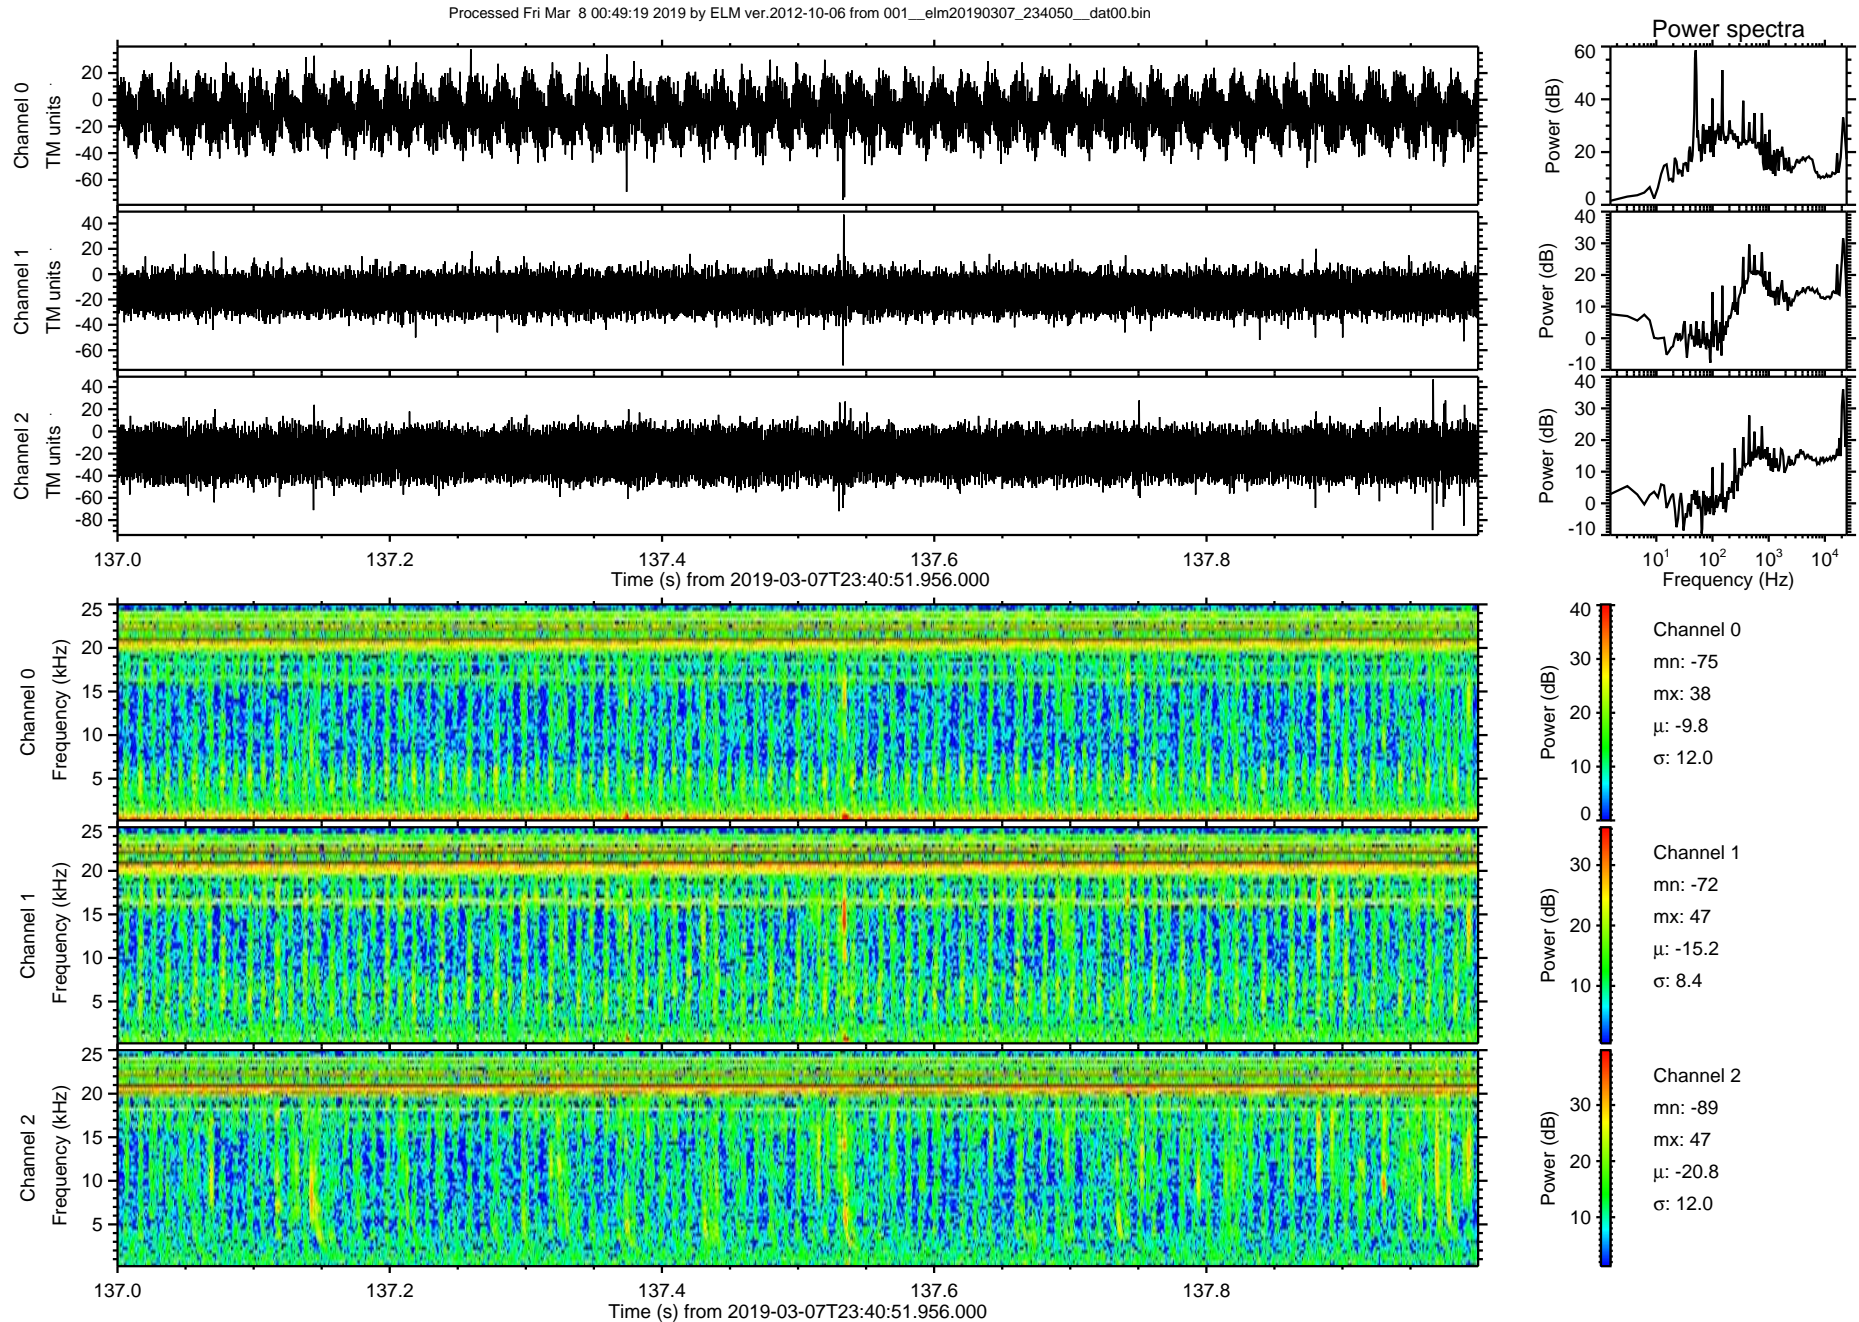 Processed Fri Mar  8 00:49:19 2019 by ELM ver.2012-10-06 from 001__elm20190307_234050__dat00.bin
Power spectra
Channel 0
TM units
20
0
-20
-40
-60
Power (dB)
60
40
20
0
Channel 1
TM units
40
20
0
-20
-40
-60
Power (dB)
40
30
20
10
0
-10
Channel 2
TM units
40
20
0
-20
-40
-60
-80
Power (dB)
40
30
20
10
0
-10
137.0 137.2 137.4 137.6 137.8
Time (s) from 2019-03-07T23:40:51.956.000
10^1 10^2 10^3 10^4
Frequency (Hz)
Channel 0
Frequency (kHz)
25
20
15
10
5
Power (dB)
40
30
20
10
0
Channel 0
mn: -75
mx: 38
μ: -9.8
σ: 12.0
Channel 1
Frequency (kHz)
25
20
15
10
5
Power (dB)
30
20
10
Channel 1
mn: -72
mx: 47
μ: -15.2
σ: 8.4
Channel 2
Frequency (kHz)
25
20
15
10
5
Power (dB)
30
20
10
Channel 2
mn: -89
mx: 47
μ: -20.8
σ: 12.0
137.0 137.2 137.4 137.6 137.8
Time (s) from 2019-03-07T23:40:51.956.000